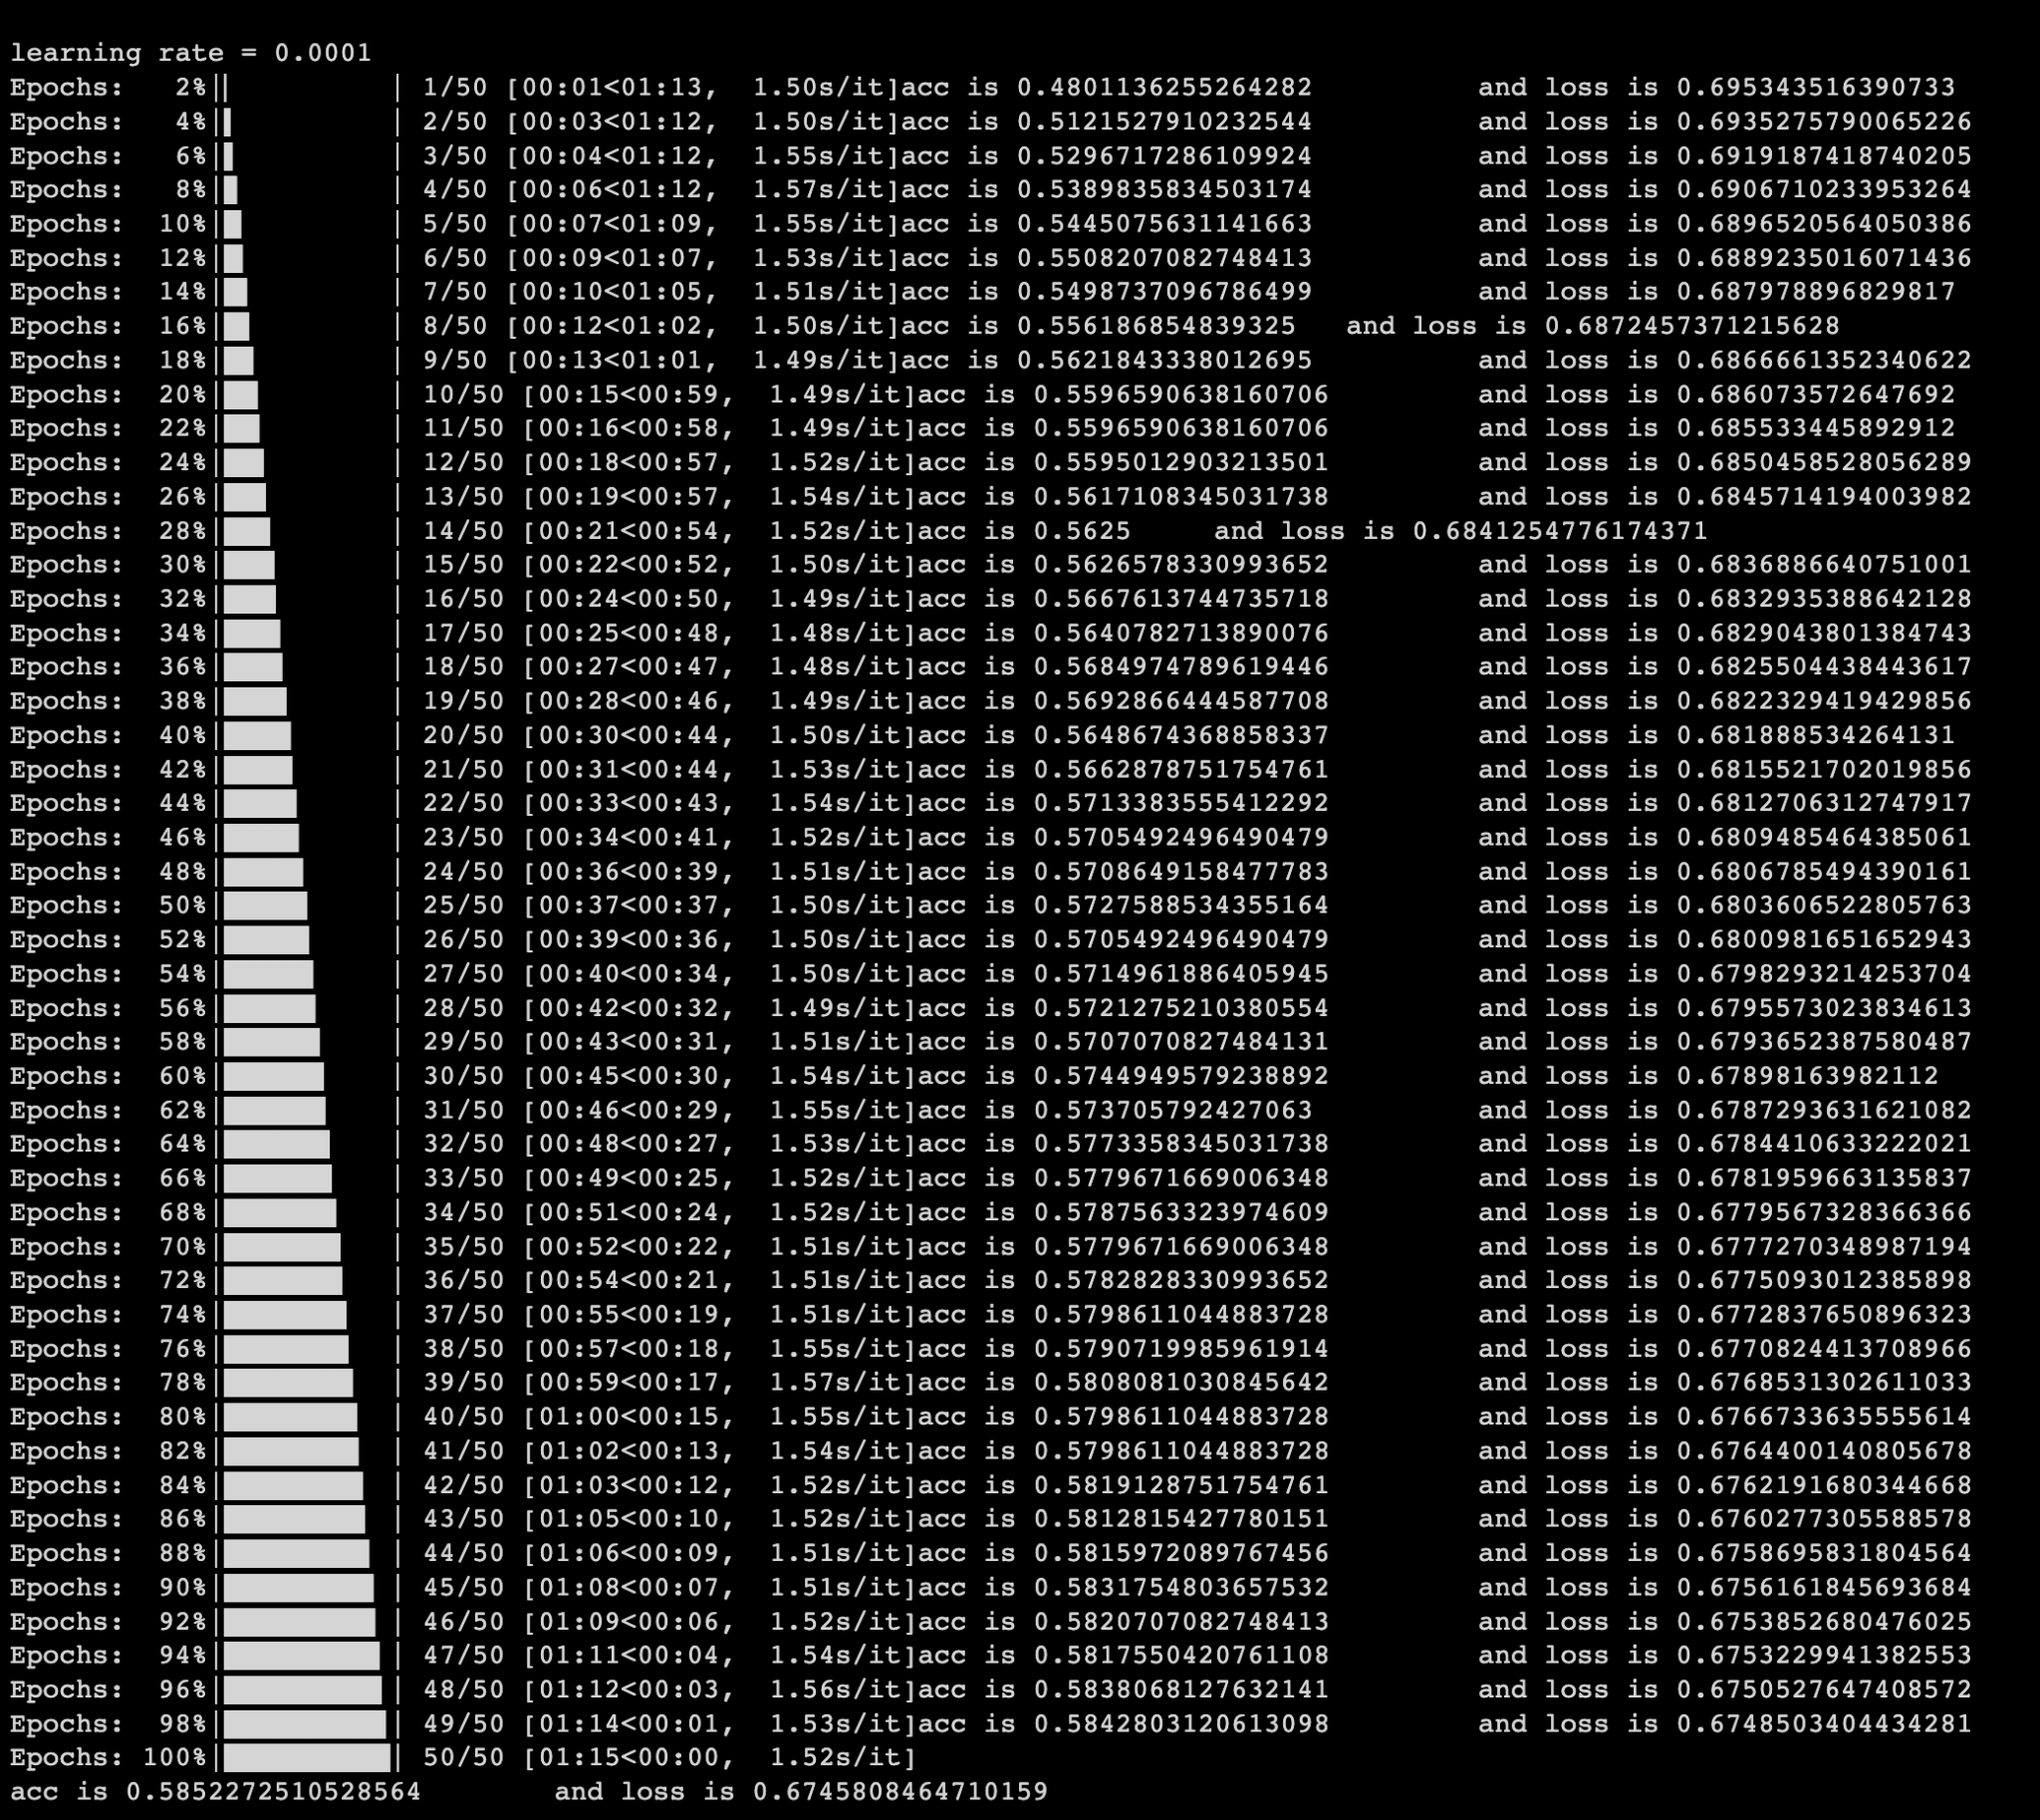 learning rate = 0.0001
Epochs:   2%||          | 1/50 [00:01<01:13,  1.50s/it]acc is 0.4801136255264282          and loss is 0.695343516390733
Epochs:   4%|▍          | 2/50 [00:03<01:12,  1.50s/it]acc is 0.5121527910232544          and loss is 0.6935275790065226
Epochs:   6%|▌          | 3/50 [00:04<01:12,  1.55s/it]acc is 0.5296717286109924          and loss is 0.6919187418740205
Epochs:   8%|▊          | 4/50 [00:06<01:12,  1.57s/it]acc is 0.5389835834503174          and loss is 0.6906710233953264
Epochs:  10%|█          | 5/50 [00:07<01:09,  1.55s/it]acc is 0.5445075631141663          and loss is 0.6896520564050386
Epochs:  12%|█▏         | 6/50 [00:09<01:07,  1.53s/it]acc is 0.5508207082748413          and loss is 0.6889235016071436
Epochs:  14%|█▍         | 7/50 [00:10<01:05,  1.51s/it]acc is 0.5498737096786499          and loss is 0.687978896829817
Epochs:  16%|█▌         | 8/50 [00:12<01:02,  1.50s/it]acc is 0.556186854839325   and loss is 0.6872457371215628
Epochs:  18%|█▊         | 9/50 [00:13<01:01,  1.49s/it]acc is 0.5621843338012695          and loss is 0.6866661352340622
Epochs:  20%|██         | 10/50 [00:15<00:59,  1.49s/it]acc is 0.5596590638160706         and loss is 0.686073572647692
Epochs:  22%|██▏        | 11/50 [00:16<00:58,  1.49s/it]acc is 0.5596590638160706         and loss is 0.685533445892912
Epochs:  24%|██▍        | 12/50 [00:18<00:57,  1.52s/it]acc is 0.5595012903213501         and loss is 0.6850458528056289
Epochs:  26%|██▌        | 13/50 [00:19<00:57,  1.54s/it]acc is 0.5617108345031738         and loss is 0.6845714194003982
Epochs:  28%|██▊        | 14/50 [00:21<00:54,  1.52s/it]acc is 0.5625     and loss is 0.6841254776174371
Epochs:  30%|███        | 15/50 [00:22<00:52,  1.50s/it]acc is 0.5626578330993652         and loss is 0.6836886640751001
Epochs:  32%|███▏       | 16/50 [00:24<00:50,  1.49s/it]acc is 0.5667613744735718         and loss is 0.6832935388642128
Epochs:  34%|███▍       | 17/50 [00:25<00:48,  1.48s/it]acc is 0.5640782713890076         and loss is 0.6829043801384743
Epochs:  36%|███▌       | 18/50 [00:27<00:47,  1.48s/it]acc is 0.5684974789619446         and loss is 0.6825504438443617
Epochs:  38%|███▊       | 19/50 [00:28<00:46,  1.49s/it]acc is 0.5692866444587708         and loss is 0.6822329419429856
Epochs:  40%|████       | 20/50 [00:30<00:44,  1.50s/it]acc is 0.5648674368858337         and loss is 0.681888534264131
Epochs:  42%|████▏      | 21/50 [00:31<00:44,  1.53s/it]acc is 0.5662878751754761         and loss is 0.6815521702019856
Epochs:  44%|████▍      | 22/50 [00:33<00:43,  1.54s/it]acc is 0.5713383555412292         and loss is 0.6812706312747917
Epochs:  46%|████▌      | 23/50 [00:34<00:41,  1.52s/it]acc is 0.5705492496490479         and loss is 0.6809485464385061
Epochs:  48%|████▊      | 24/50 [00:36<00:39,  1.51s/it]acc is 0.5708649158477783         and loss is 0.6806785494390161
Epochs:  50%|█████      | 25/50 [00:37<00:37,  1.50s/it]acc is 0.5727588534355164         and loss is 0.6803606522805763
Epochs:  52%|█████▏     | 26/50 [00:39<00:36,  1.50s/it]acc is 0.5705492496490479         and loss is 0.6800981651652943
Epochs:  54%|█████▍     | 27/50 [00:40<00:34,  1.50s/it]acc is 0.5714961886405945         and loss is 0.6798293214253704
Epochs:  56%|█████▌     | 28/50 [00:42<00:32,  1.49s/it]acc is 0.5721275210380554         and loss is 0.6795573023834613
Epochs:  58%|█████▊     | 29/50 [00:43<00:31,  1.51s/it]acc is 0.5707070827484131         and loss is 0.6793652387580487
Epochs:  60%|██████     | 30/50 [00:45<00:30,  1.54s/it]acc is 0.5744949579238892         and loss is 0.67898163982112
Epochs:  62%|██████▏    | 31/50 [00:46<00:29,  1.55s/it]acc is 0.573705792427063          and loss is 0.6787293631621082
Epochs:  64%|██████▍    | 32/50 [00:48<00:27,  1.53s/it]acc is 0.5773358345031738         and loss is 0.6784410633222021
Epochs:  66%|██████▌    | 33/50 [00:49<00:25,  1.52s/it]acc is 0.5779671669006348         and loss is 0.6781959663135837
Epochs:  68%|██████▊    | 34/50 [00:51<00:24,  1.52s/it]acc is 0.5787563323974609         and loss is 0.6779567328366366
Epochs:  70%|███████    | 35/50 [00:52<00:22,  1.51s/it]acc is 0.5779671669006348         and loss is 0.6777270348987194
Epochs:  72%|███████▏   | 36/50 [00:54<00:21,  1.51s/it]acc is 0.5782828330993652         and loss is 0.6775093012385898
Epochs:  74%|███████▍   | 37/50 [00:55<00:19,  1.51s/it]acc is 0.5798611044883728         and loss is 0.6772837650896323
Epochs:  76%|███████▌   | 38/50 [00:57<00:18,  1.55s/it]acc is 0.5790719985961914         and loss is 0.6770824413708966
Epochs:  78%|███████▊   | 39/50 [00:59<00:17,  1.57s/it]acc is 0.5808081030845642         and loss is 0.6768531302611033
Epochs:  80%|████████   | 40/50 [01:00<00:15,  1.55s/it]acc is 0.5798611044883728         and loss is 0.6766733635555614
Epochs:  82%|████████▏  | 41/50 [01:02<00:13,  1.54s/it]acc is 0.5798611044883728         and loss is 0.6764400140805678
Epochs:  84%|████████▍  | 42/50 [01:03<00:12,  1.52s/it]acc is 0.5819128751754761         and loss is 0.6762191680344668
Epochs:  86%|████████▌  | 43/50 [01:05<00:10,  1.52s/it]acc is 0.5812815427780151         and loss is 0.6760277305588578
Epochs:  88%|████████▊  | 44/50 [01:06<00:09,  1.51s/it]acc is 0.5815972089767456         and loss is 0.6758695831804564
Epochs:  90%|█████████  | 45/50 [01:08<00:07,  1.51s/it]acc is 0.5831754803657532         and loss is 0.6756161845693684
Epochs:  92%|█████████▏ | 46/50 [01:09<00:06,  1.52s/it]acc is 0.5820707082748413         and loss is 0.6753852680476025
Epochs:  94%|█████████▍ | 47/50 [01:11<00:04,  1.54s/it]acc is 0.5817550420761108         and loss is 0.6753229941382553
Epochs:  96%|█████████▌ | 48/50 [01:12<00:03,  1.56s/it]acc is 0.5838068127632141         and loss is 0.6750527647408572
Epochs:  98%|█████████▊ | 49/50 [01:14<00:01,  1.53s/it]acc is 0.5842803120613098         and loss is 0.6748503404434281
Epochs: 100%|██████████| 50/50 [01:15<00:00,  1.52s/it]
acc is 0.5852272510528564        and loss is 0.6745808464710159